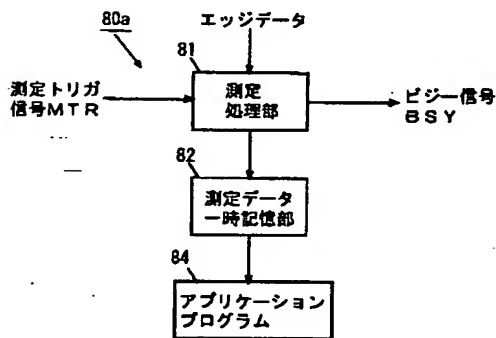 80a
エッジデータ
81
測定トリガ
信号MTR
測定
処理部
ビジー信号
BSY
82
測定データ
一時記憶部
84
アプリケーション
プログラム